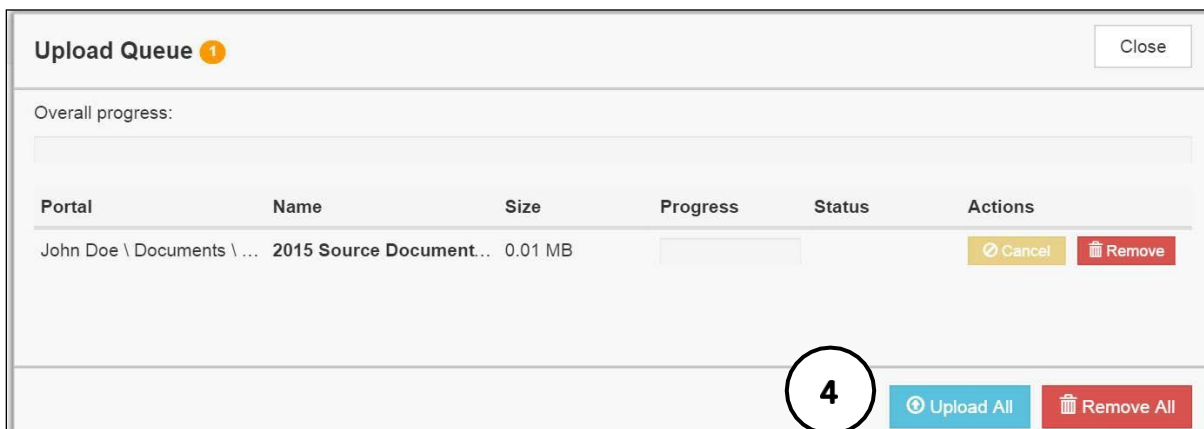 Upload Queue 1
Close
Overall progress:
Portal Name Size Progress Status Actions
John Doe \ Documents \ ... 2015 Source Document... 0.01 MB Cancel Remove
4 Upload All Remove All